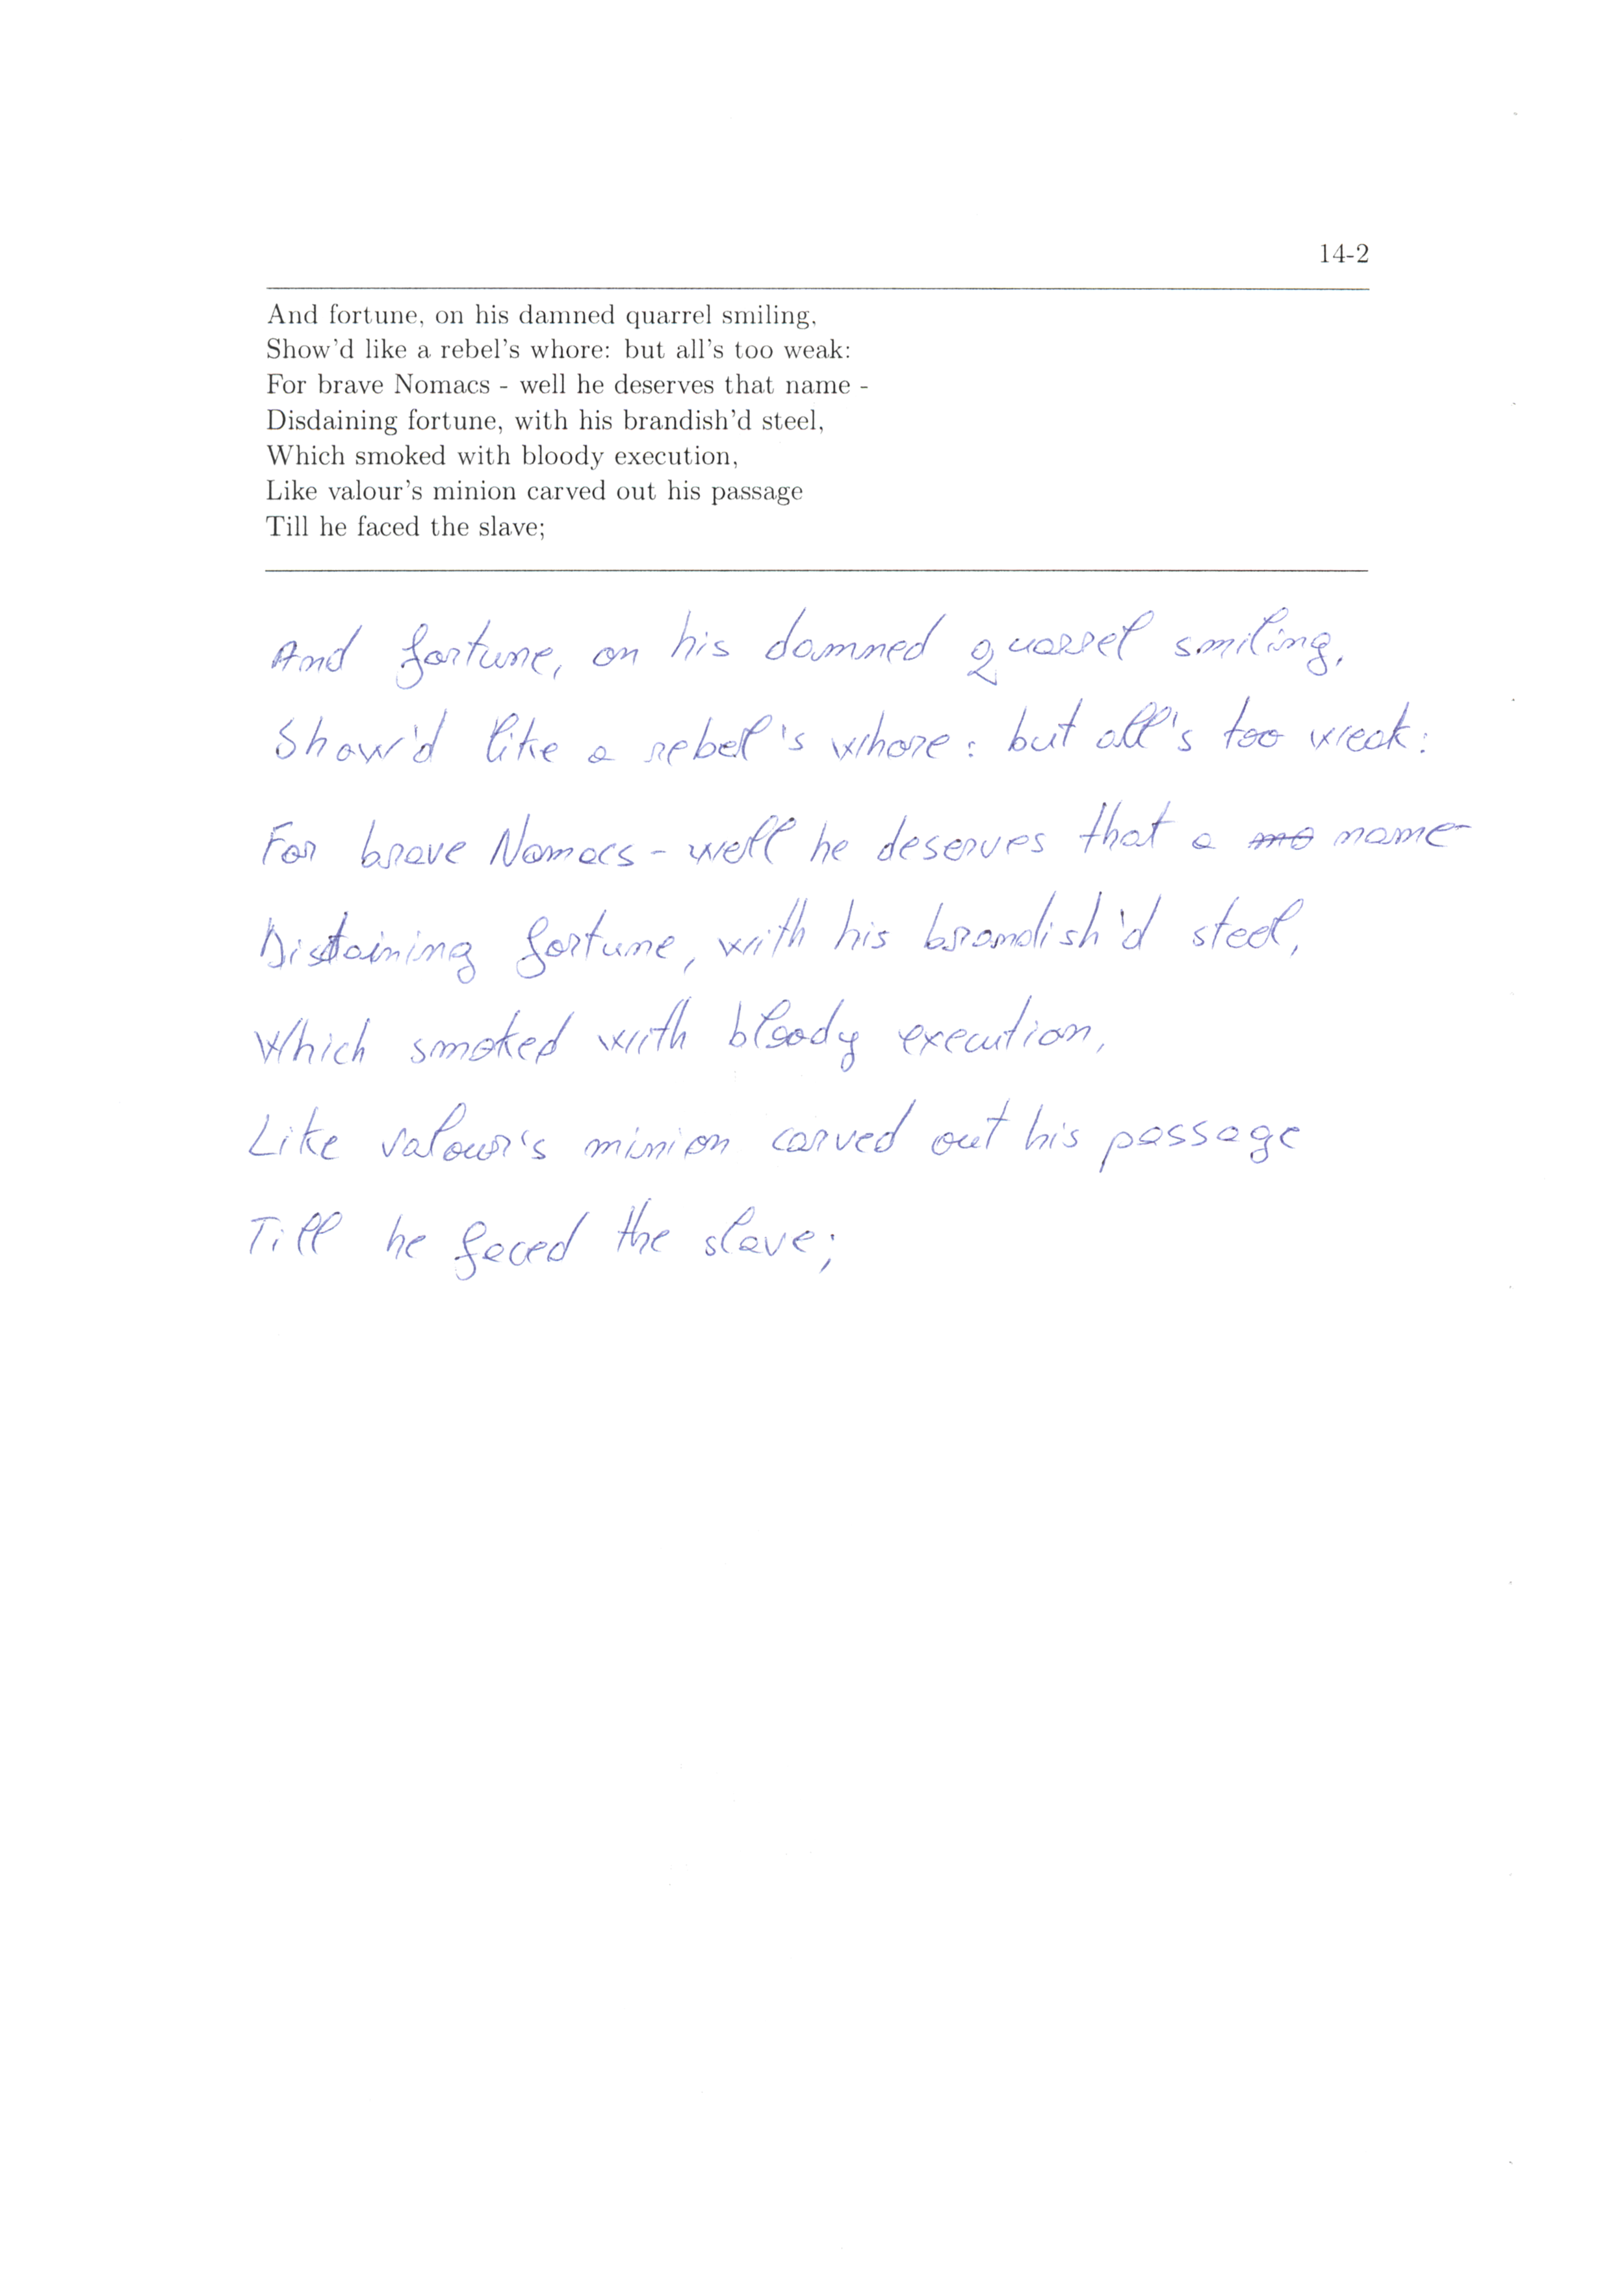 14-2
And fortune, on his damned quarrel smiling,
Show'd like a rebel's whore: but all's too weak:
For brave Nomacs - well he deserves that name -
Disdaining fortune, with his brandish'd steel,
Which smoked with bloody execution,
Like valour's minion carved out his passage
Till he faced the slave;
And fortune, on his damned quarrel smiling,
Show'd like a rebel's whore: but all's too weak:
For brave Nomacs - well he deserves that a name -
Disdaining fortune, with his brandish'd steel,
Which smoked with bloody execution,
Like valour's minion carved out his passage
Till he faced the slave;